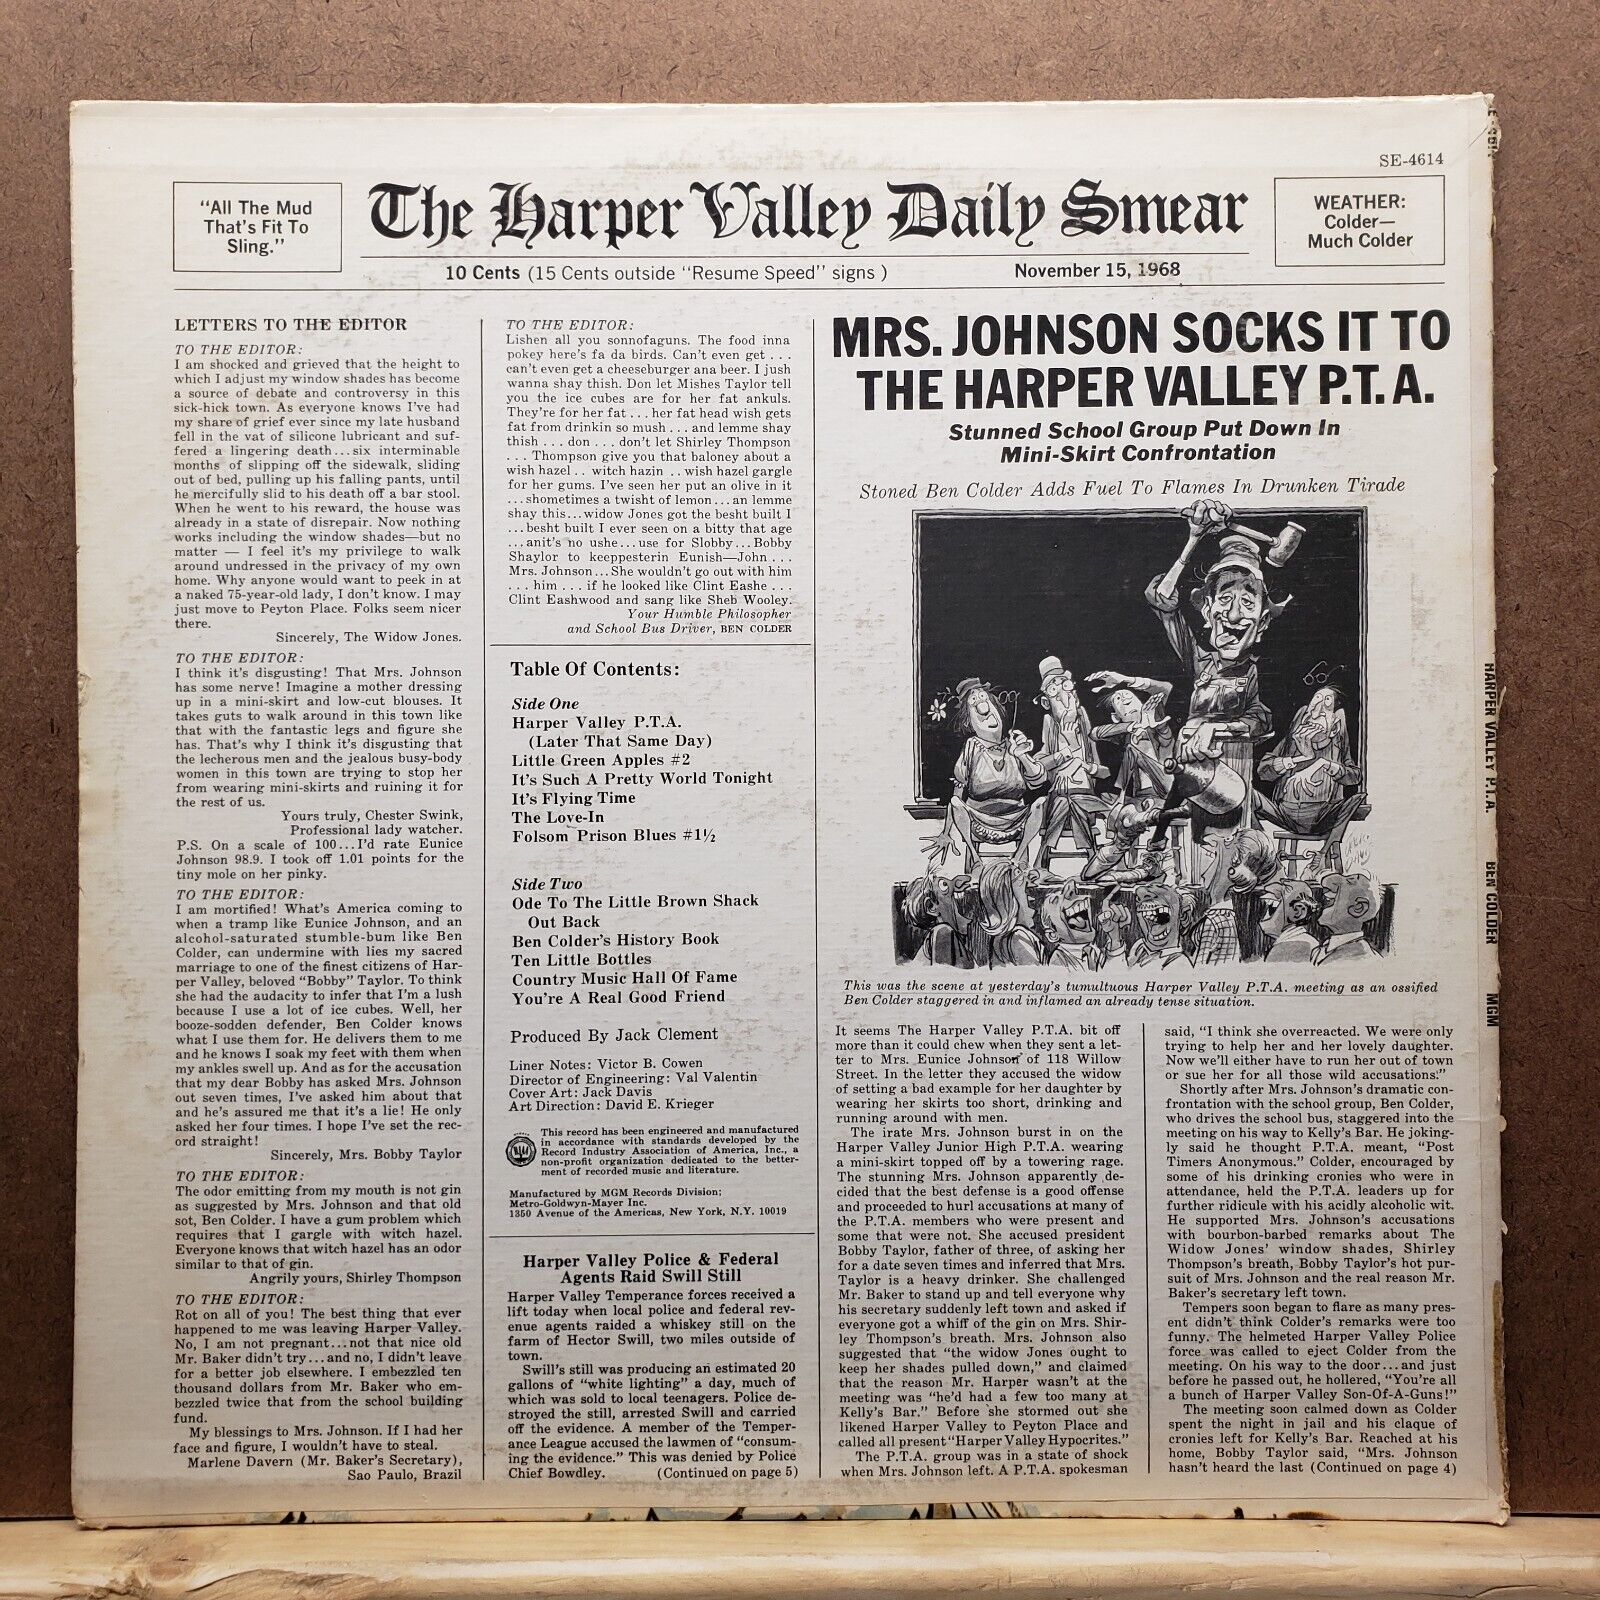 SE-4614
"All The Mud
That's Fit To
Sling."
The Harper Valley Daily Smear
WEATHER:
Colder—
Much Colder
10 Cents (15 Cents outside "Resume Speed" signs )
November 15, 1968
LETTERS TO THE EDITOR
TO THE EDITOR:
I am shocked and grieved that the height to
which I adjust my window shades has become
a source of debate and controversy in this
sick-hick town. As everyone knows I've had
my share of grief ever since my late husband
fell in the vat of silicone lubricant and suf-
fered a lingering death...six interminable
months of slipping off the sidewalk, sliding
out of bed, pulling up his falling pants, until
he mercifully slid to his death off a bar stool.
When he went to his reward, the house was
already in a state of disrepair. Now nothing
works including the window shades—but no
matter — I feel it's my privilege to walk
around undressed in the privacy of my own
home. Why anyone would want to peek in at
a naked 75-year-old lady, I don't know. I may
just move to Peyton Place. Folks seem nicer
there.
Sincerely, The Widow Jones.
TO THE EDITOR:
I think it's disgusting! That Mrs. Johnson
has some nerve! Imagine a mother dressing
up in a mini-skirt and low-cut blouses. It
takes guts to walk around in this town like
that with the fantastic legs and figure she
has. That's why I think it's disgusting that
the lecherous men and the jealous busy-body
women in this town are trying to stop her
from wearing mini-skirts and ruining it for
the rest of us.
Yours truly, Chester Swink,
Professional lady watcher.
P.S. On a scale of 100...I'd rate Eunice
Johnson 98.9. I took off 1.01 points for the
tiny mole on her pinky.
TO THE EDITOR:
I am mortified! What's America coming to
when a tramp like Eunice Johnson, and an
alcohol-saturated stumble-bum like Ben
Colder, can undermine with lies my sacred
marriage to one of the finest citizens of Har-
per Valley, beloved "Bobby" Taylor. To think
she had the audacity to infer that I'm a lush
because I use a lot of ice cubes. Well, her
booze-sodden defender, Ben Colder knows
what I use them for. He delivers them to me
and he knows I soak my feet with them when
my ankles swell up. And as for the accusation
that my dear Bobby has asked Mrs. Johnson
out seven times, I've asked him about that
and he's assured me that it's a lie! He only
asked her four times. I hope I've set the rec-
ord straight!
Sincerely, Mrs. Bobby Taylor
TO THE EDITOR:
The odor emitting from my mouth is not gin
as suggested by Mrs. Johnson and that old
sot, Ben Colder. I have a gum problem which
requires that I gargle with witch hazel.
Everyone knows that witch hazel has an odor
similar to that of gin.
Angrily yours, Shirley Thompson
TO THE EDITOR:
Rot on all of you! The best thing that ever
happened to me was leaving Harper Valley.
No, I am not pregnant...not that nice old
Mr. Baker didn't try...and no, I didn't leave
for a better job elsewhere. I embezzled ten
thousand dollars from Mr. Baker who em-
bezzled twice that from the school building
fund.
My blessings to Mrs. Johnson. If I had her
face and figure, I wouldn't have to steal.
Marlene Davern (Mr. Baker's Secretary),
Sao Paulo, Brazil
TO THE EDITOR:
Lishen all you sonnofaguns. The food inna
pokey here's fa da birds. Can't even get . . .
can't even get a cheeseburger ana beer. I jush
wanna shay thish. Don let Mishes Taylor tell
you the ice cubes are for her fat ankuls.
They're for her fat . . . her fat head wish gets
fat from drinkin so mush . . . and lemme shay
thish . . . don . . . don't let Shirley Thompson
. . . Thompson give you that baloney about a
wish hazel . . witch hazin . . wish hazel gargle
for her gums. I've seen her put an olive in it
...shometimes a twisht of lemon...an lemme
shay this...widow Jones got the besht built I
...besht built I ever seen on a bitty that age
...anit's no ushe...use for Slobby...Bobby
Shaylor to keeppesterin Eunish—John . . .
Mrs. Johnson...She wouldn't go out with him
. . . him . . . if he looked like Clint Eashe . . .
Clint Eashwood and sang like Sheb Wooley.
Your Humble Philosopher
and School Bus Driver, BEN COLDER
Table Of Contents:
Side One
Harper Valley P.T.A.
(Later That Same Day)
Little Green Apples #2
It's Such A Pretty World Tonight
It's Flying Time
The Love-In
Folsom Prison Blues #1½
Side Two
Ode To The Little Brown Shack
Out Back
Ben Colder's History Book
Ten Little Bottles
Country Music Hall Of Fame
You're A Real Good Friend
Produced By Jack Clement
Liner Notes: Victor B. Cowen
Director of Engineering: Val Valentin
Cover Art: Jack Davis
Art Direction: David E. Krieger
This record has been engineered and manufactured
in accordance with standards developed by the
Record Industry Association of America, Inc., a
non-profit organization dedicated to the better-
ment of recorded music and literature.
Manufactured by MGM Records Division;
Metro-Goldwyn-Mayer Inc.
1350 Avenue of the Americas, New York, N.Y. 10019
Harper Valley Police & Federal
Agents Raid Swill Still
Harper Valley Temperance forces received a
lift today when local police and federal rev-
enue agents raided a whiskey still on the
farm of Hector Swill, two miles outside of
town.
Swill's still was producing an estimated 20
gallons of "white lighting" a day, much of
which was sold to local teenagers. Police de-
stroyed the still, arrested Swill and carried
off the evidence. A member of the Temper-
ance League accused the lawmen of "consum-
ing the evidence." This was denied by Police
Chief Bowdley. (Continued on page 5)
MRS. JOHNSON SOCKS IT TO
THE HARPER VALLEY P.T.A.
Stunned School Group Put Down In
Mini-Skirt Confrontation
Stoned Ben Colder Adds Fuel To Flames In Drunken Tirade
This was the scene at yesterday's tumultuous Harper Valley P.T.A. meeting as an ossified
Ben Colder staggered in and inflamed an already tense situation.
It seems The Harper Valley P.T.A. bit off
more than it could chew when they sent a let-
ter to Mrs. Eunice Johnson of 118 Willow
Street. In the letter they accused the widow
of setting a bad example for her daughter by
wearing her skirts too short, drinking and
running around with men.
The irate Mrs. Johnson burst in on the
Harper Valley Junior High P.T.A. wearing
a mini-skirt topped off by a towering rage.
The stunning Mrs. Johnson apparently de-
cided that the best defense is a good offense
and proceeded to hurl accusations at many of
the P.T.A. members who were present and
some that were not. She accused president
Bobby Taylor, father of three, of asking her
for a date seven times and inferred that Mrs.
Taylor is a heavy drinker. She challenged
Mr. Baker to stand up and tell everyone why
his secretary suddenly left town and asked if
everyone got a whiff of the gin on Mrs. Shir-
ley Thompson's breath. Mrs. Johnson also
suggested that "the widow Jones ought to
keep her shades pulled down," and claimed
that the reason Mr. Harper wasn't at the
meeting was "he'd had a few too many at
Kelly's Bar." Before she stormed out she
likened Harper Valley to Peyton Place and
called all present "Harper Valley Hypocrites."
The P.T.A. group was in a state of shock
when Mrs. Johnson left. A P.T.A. spokesman
said, "I think she overreacted. We were only
trying to help her and her lovely daughter.
Now we'll either have to run her out of town
or sue her for all those wild accusations."
Shortly after Mrs. Johnson's dramatic con-
frontation with the school group, Ben Colder,
who drives the school bus, staggered into the
meeting on his way to Kelly's Bar. He joking-
ly said he thought P.T.A. meant, "Post
Timers Anonymous." Colder, encouraged by
some of his drinking cronies who were in
attendance, held the P.T.A. leaders up for
further ridicule with his acidly alcoholic wit.
He supported Mrs. Johnson's accusations
with bourbon-barbed remarks about The
Widow Jones' window shades, Shirley
Thompson's breath, Bobby Taylor's hot pur-
suit of Mrs. Johnson and the real reason Mr.
Baker's secretary left town.
Tempers soon began to flare as many pres-
ent didn't think Colder's remarks were too
funny. The helmeted Harper Valley Police
force was called to eject Colder from the
meeting. On his way to the door...and just
before he passed out, he hollered, "You're all
a bunch of Harper Valley Son-Of-A-Guns!"
The meeting soon calmed down as Colder
spent the night in jail and his claque of
cronies left for Kelly's Bar. Reached at his
home, Bobby Taylor said, "Mrs. Johnson
hasn't heard the last (Continued on page 4)
HARPER VALLEY P.T.A. BEN COLDER MGM